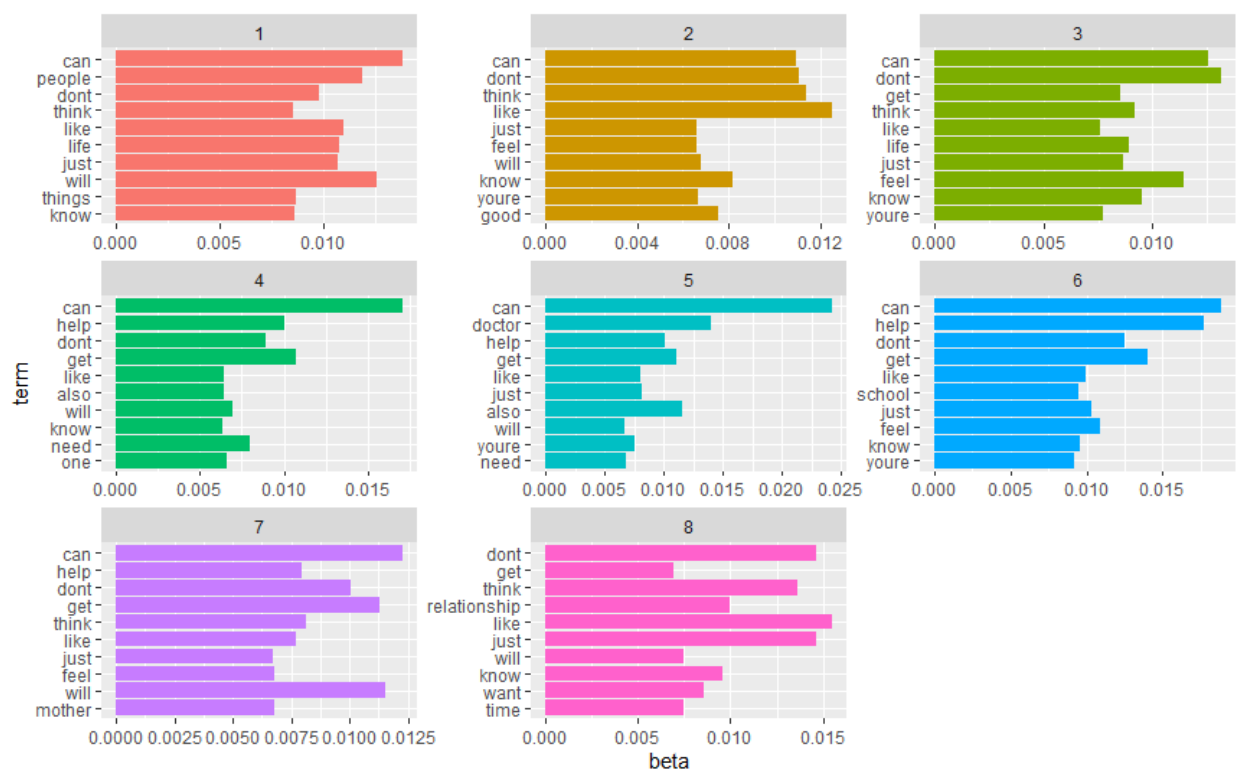 1
can
people
dont
think
like
life
just
will
things
know
0.000 0.005 0.010
2
can
dont
think
like
just
feel
will
know
youre
good
0.000 0.004 0.008 0.012
3
can
dont
get
think
like
life
just
feel
know
youre
0.000 0.005 0.010
term
4
can
help
dont
get
like
also
will
know
need
one
0.000 0.005 0.010 0.015
5
can
doctor
help
get
like
just
also
will
youre
need
0.000 0.005 0.010 0.015 0.020 0.025
6
can
help
dont
get
like
school
just
feel
know
youre
0.000 0.005 0.010 0.015
7
can
help
dont
get
think
like
just
feel
will
mother
0.0000 0.0025 0.0050 0.0075 0.0100 0.0125
8
dont
get
think
relationship
like
just
will
know
want
time
0.000 0.005 0.010 0.015
beta